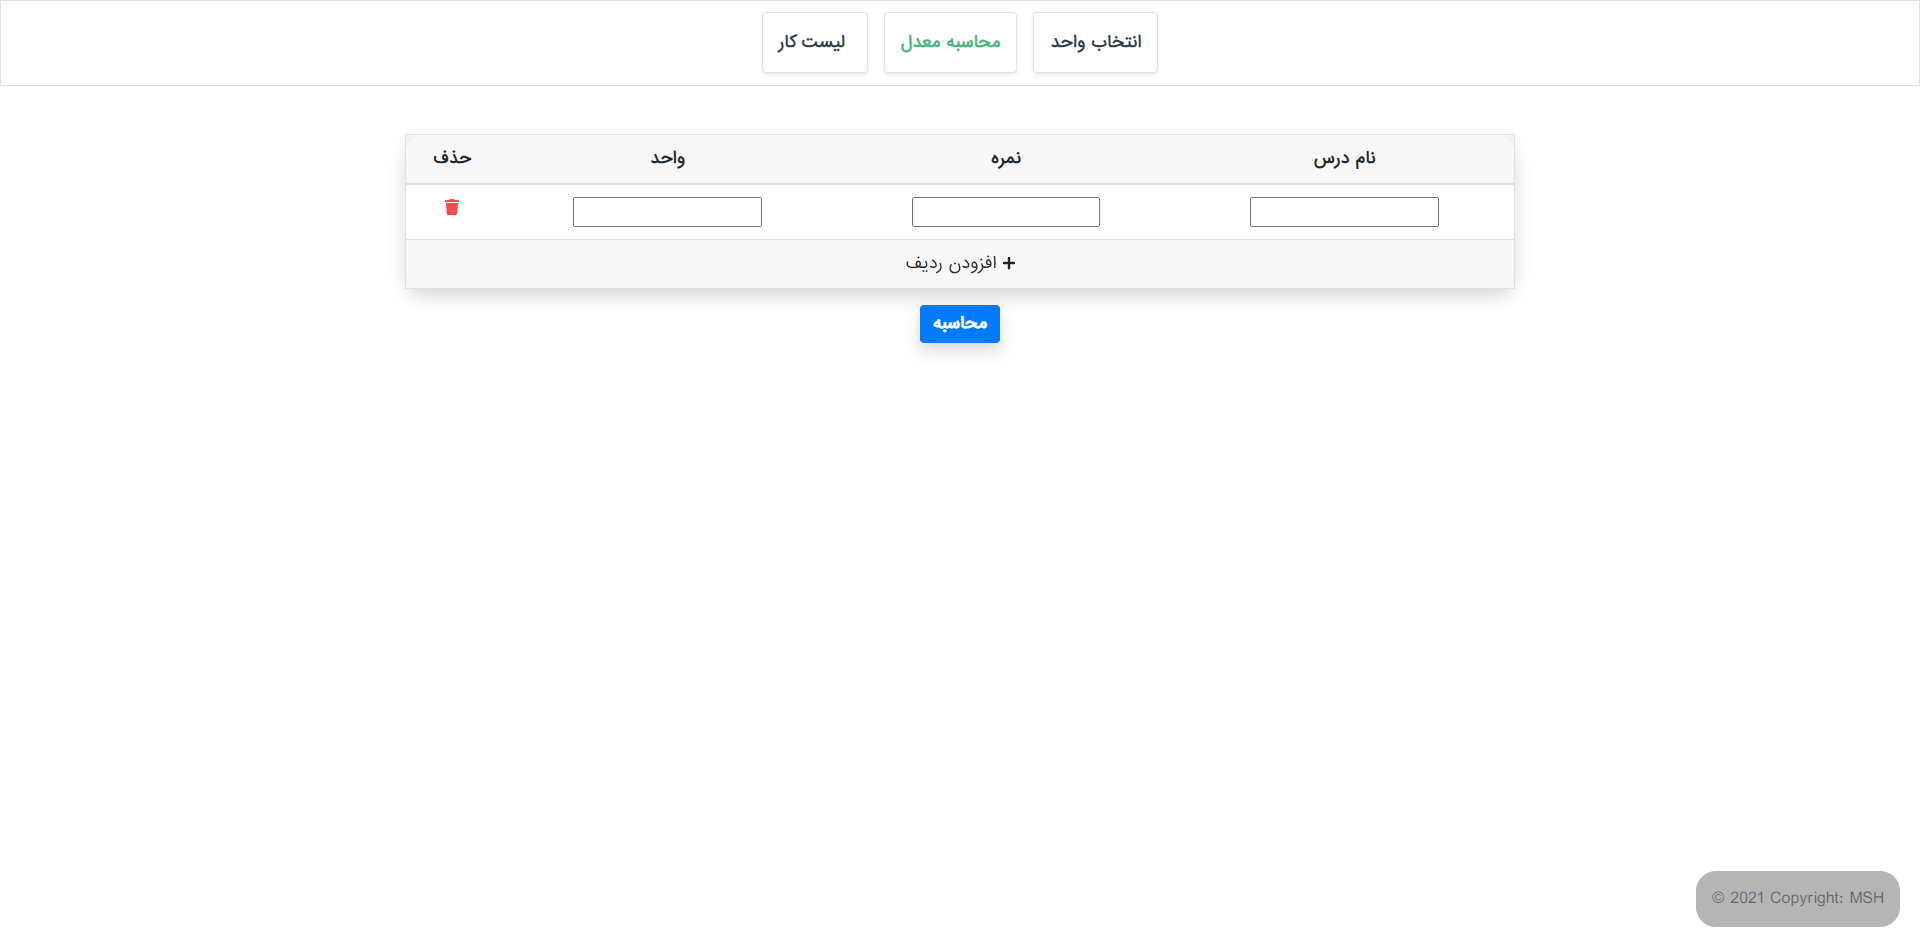 انتخاب واحد
محاسبه معدل
لیست کار
نام درس
نمره
واحد
حذف
افزودن ردیف
محاسبه
© 2021 Copyright: MSH